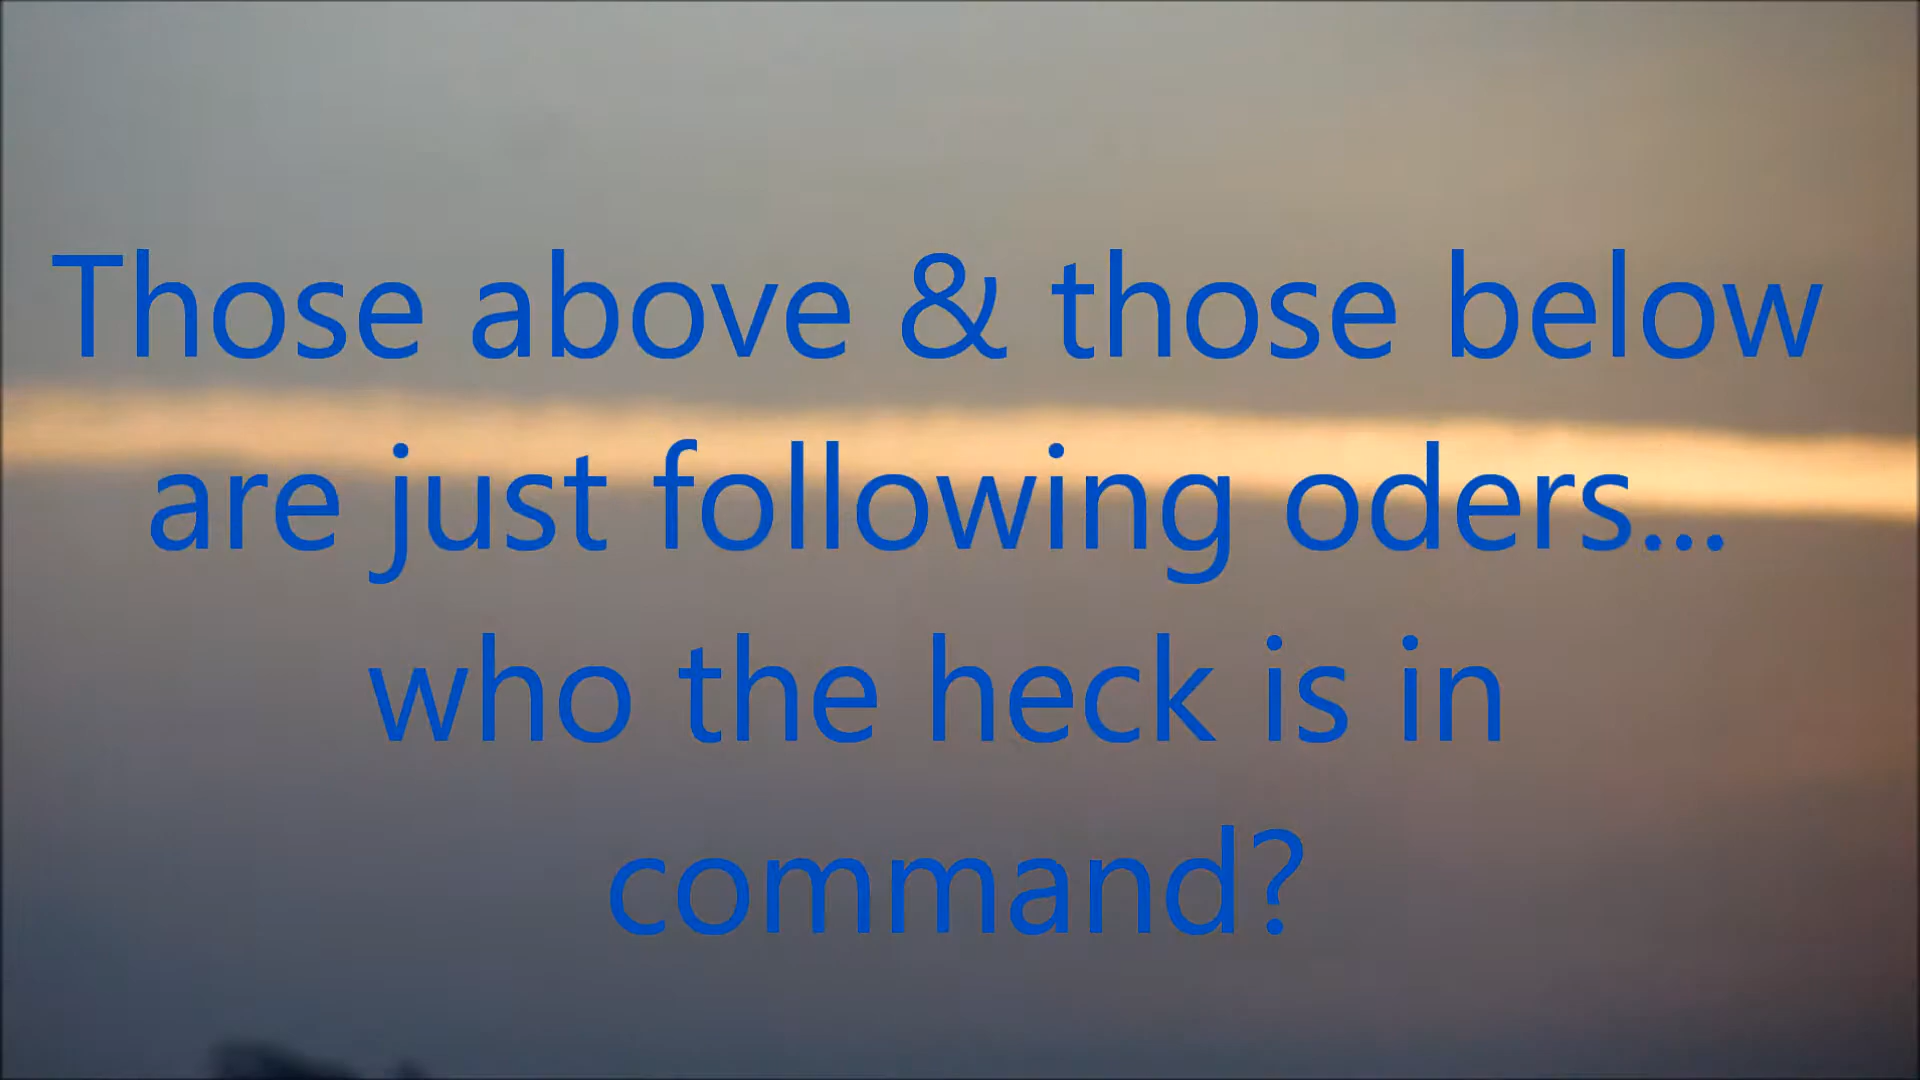 Those above & those below
are just following oders...
who the heck is in
command?